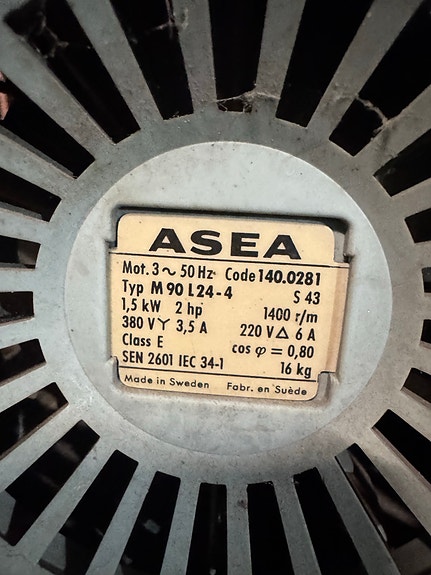 ASEA
Mot. 3~ 50 Hz Code 140.0281
Typ M 90 L24-4 S 43
1,5 kW 2 hp 1400 r/m
380 V Y 3,5 A 220 V Δ 6 A
Class E cos φ = 0,80
SEN 2601 IEC 34-1 16 kg
Made in Sweden Fabr. en Suède